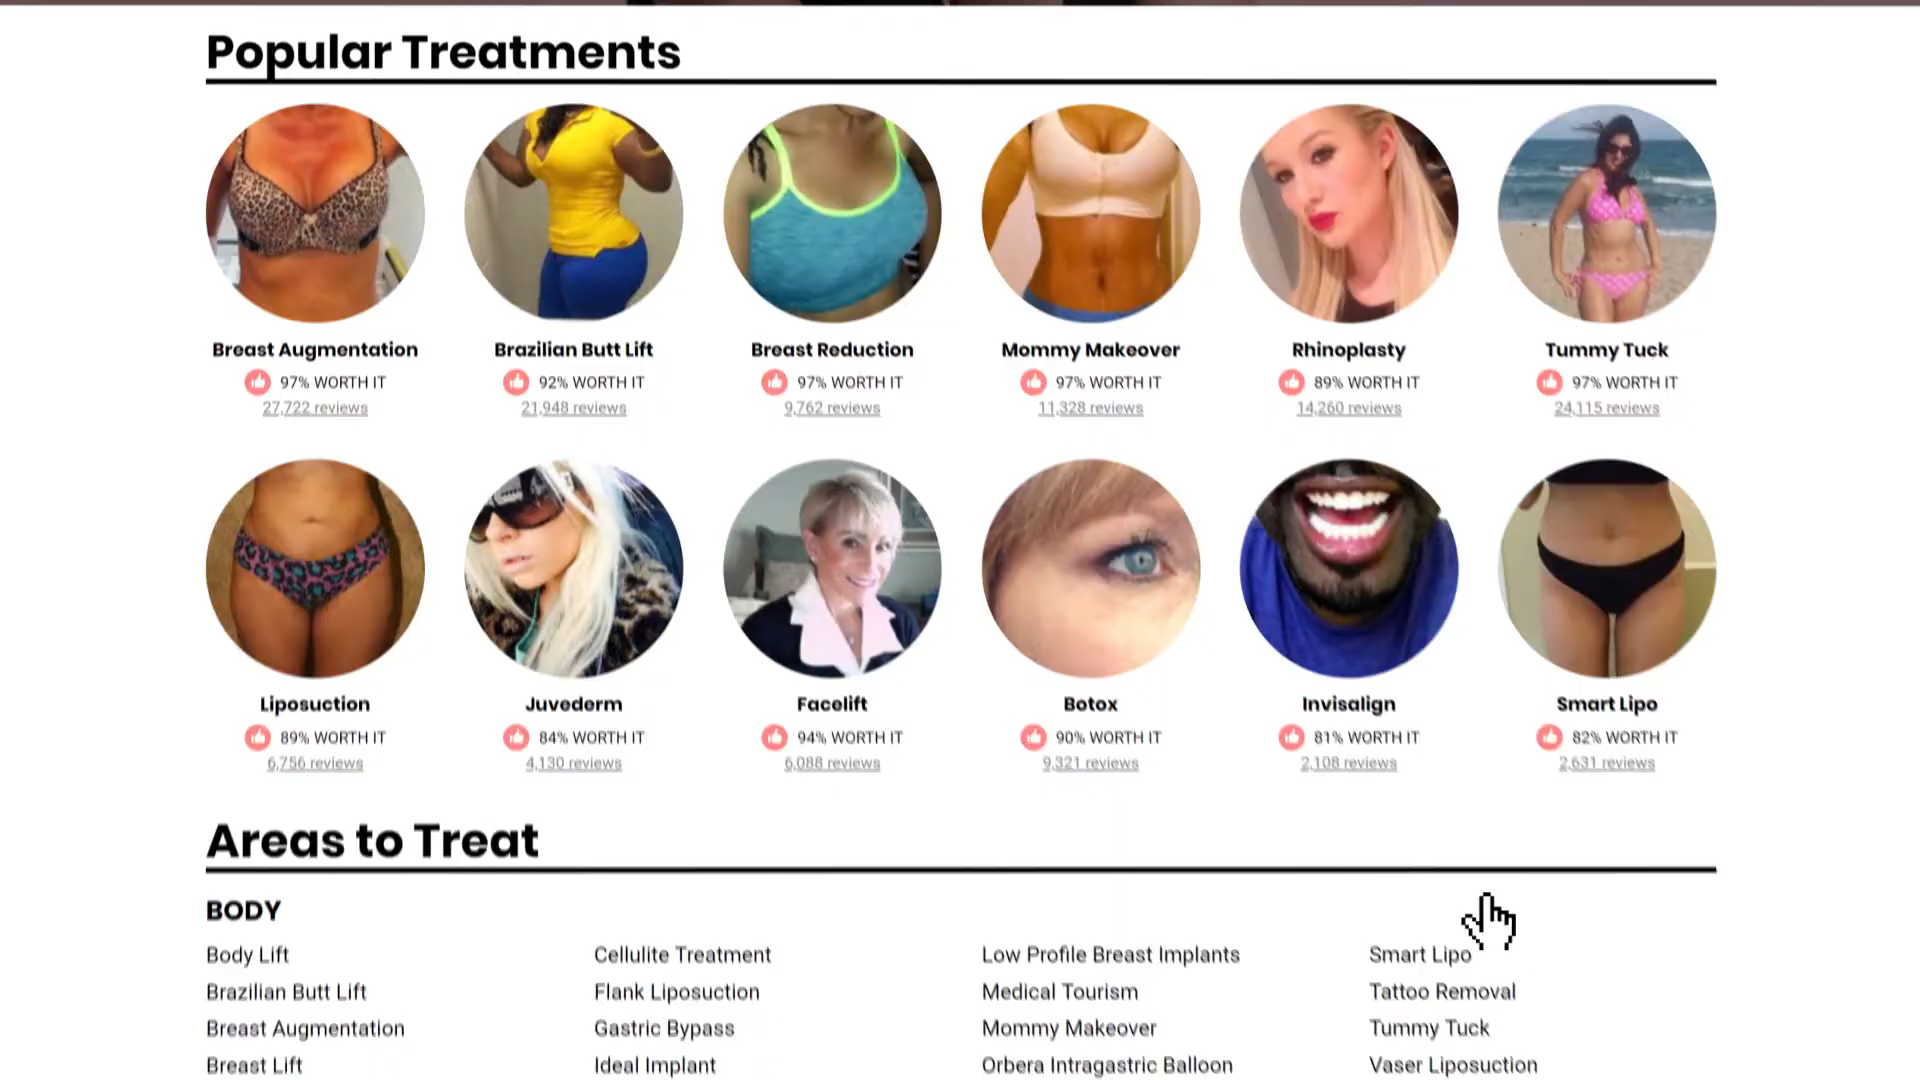 Popular Treatments
Breast Augmentation
97% WORTH IT
27,722 reviews
Brazilian Butt Lift
92% WORTH IT
21,948 reviews
Breast Reduction
97% WORTH IT
9,762 reviews
Mommy Makeover
97% WORTH IT
11,328 reviews
Rhinoplasty
89% WORTH IT
14,260 reviews
Tummy Tuck
97% WORTH IT
24,115 reviews
Liposuction
89% WORTH IT
6,756 reviews
Juvederm
84% WORTH IT
4,130 reviews
Facelift
94% WORTH IT
6,088 reviews
Botox
90% WORTH IT
9,321 reviews
Invisalign
81% WORTH IT
2,108 reviews
Smart Lipo
82% WORTH IT
2,631 reviews
Areas to Treat
BODY
Body Lift
Brazilian Butt Lift
Breast Augmentation
Breast Lift
Cellulite Treatment
Flank Liposuction
Gastric Bypass
Ideal Implant
Low Profile Breast Implants
Medical Tourism
Mommy Makeover
Orbera Intragastric Balloon
Smart Lipo
Tattoo Removal
Tummy Tuck
Vaser Liposuction